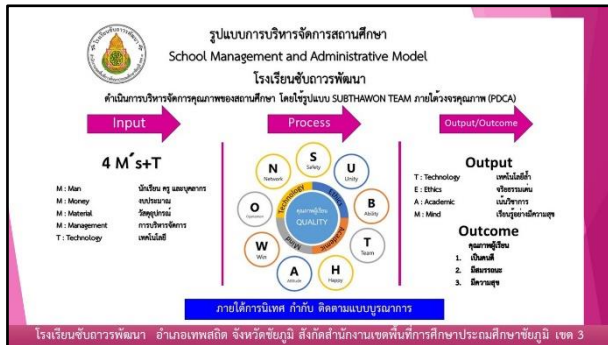 รูปแบบการบริหารจัดการสถานศึกษา
School Management and Administrative Model
โรงเรียนซับถาวรพัฒนา
ดำเนินการบริหารจัดการคุณภาพของสถานศึกษา โดยใช้รูปแบบ SUBTHAWON TEAM ภายใต้วงจรคุณภาพ (PDCA)
Input
Process
Output/Outcome
4 M's+T
M : Man นักเรียน ครู และบุคลากร
M : Money งบประมาณ
M : Material วัสดุอุปกรณ์
M : Management การบริหารจัดการ
T : Technology เทคโนโลยี
S
Safety
U
Unity
B
Ability
T
Team
H
Happy
A
Attitude
W
Win
O
N
Network
Technology
Ethics
Academic
Mind
คุณภาพผู้เรียน
QUALITY
Output
T : Technology เทคโนโลยีล้ำ
E : Ethics จริยธรรมเด่น
A : Academic เน้นวิชาการ
M : Mind เรียนรู้อย่างมีความสุข
Outcome
คุณภาพผู้เรียน
1. เป็นคนดี
2. มีสมรรถนะ
3. มีความสุข
ภายใต้การนิเทศ กำกับ ติดตามแบบบูรณาการ
โรงเรียนซับถาวรพัฒนา อำเภอเทพสถิต จังหวัดชัยภูมิ สังกัดสำนักงานเขตพื้นที่การศึกษาประถมศึกษาชัยภูมิ เขต 3